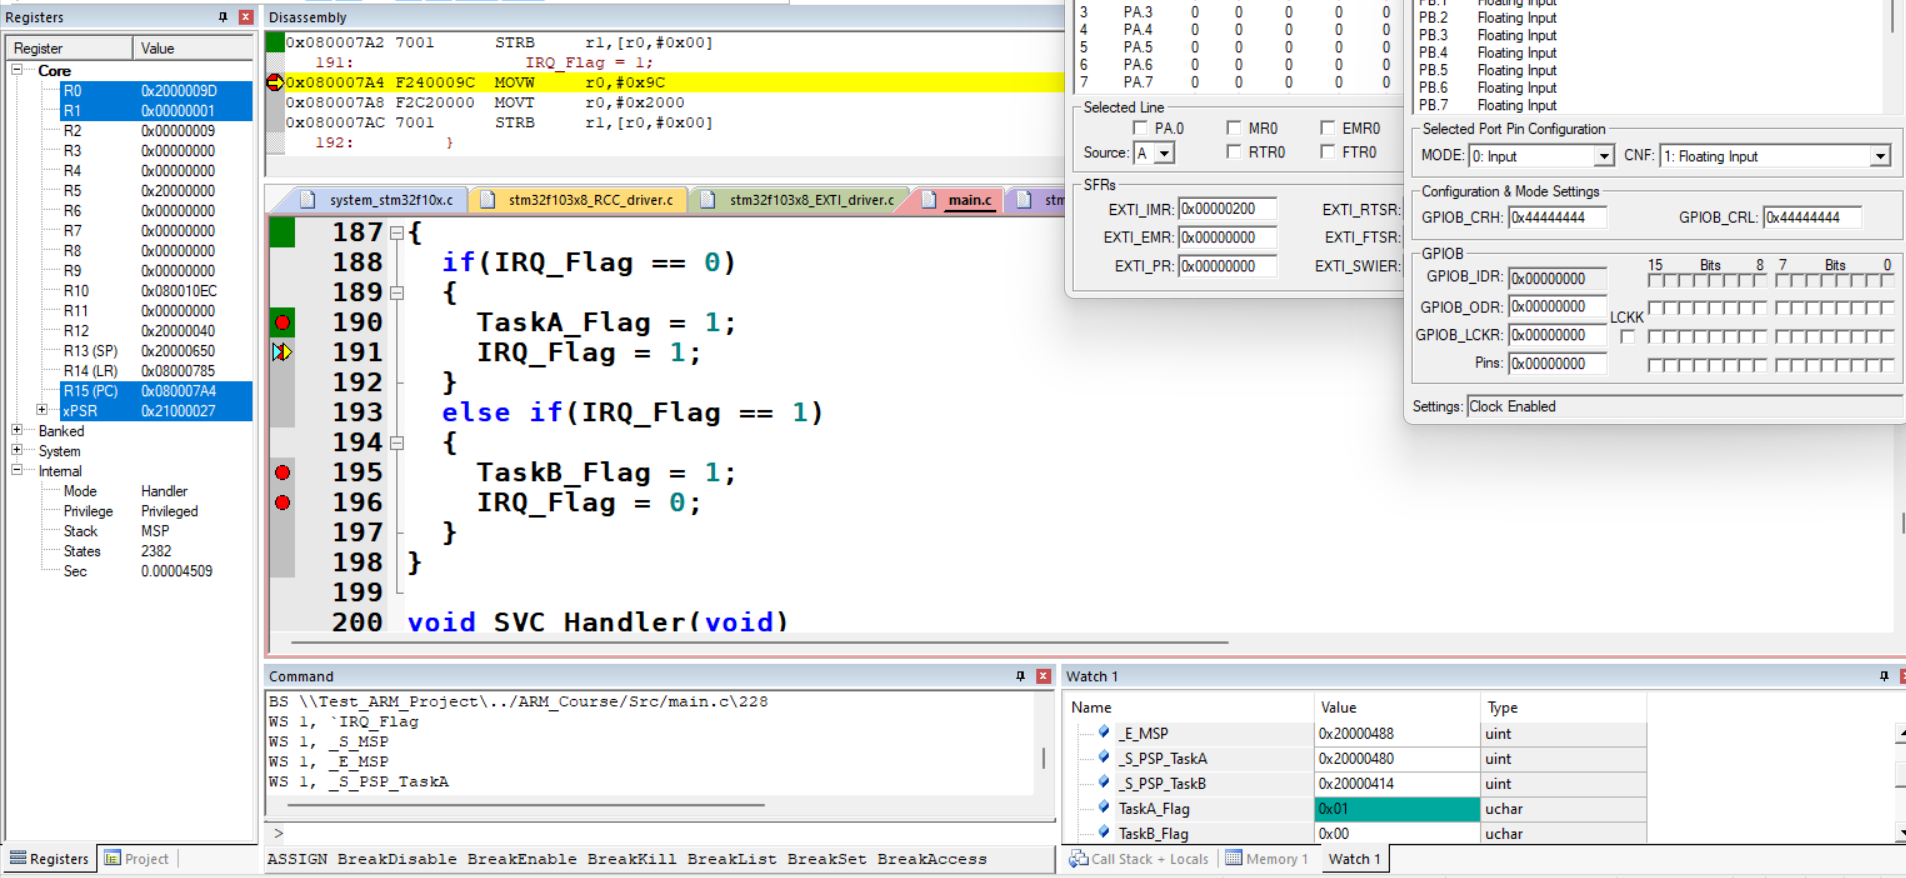 Registers
Register Value
Core
R0 0x2000009D
R1 0x00000001
R2 0x00000009
R3 0x00000000
R4 0x00000000
R5 0x20000000
R6 0x00000000
R7 0x00000000
R8 0x00000000
R9 0x00000000
R10 0x080010EC
R11 0x00000000
R12 0x20000040
R13 (SP) 0x20000650
R14 (LR) 0x08000785
R15 (PC) 0x080007A4
xPSR 0x21000027
Banked
System
Internal
Mode Handler
Privilege Privileged
Stack MSP
States 2382
Sec 0.00004509
Registers Project
Disassembly
0x080007A2 7001 STRB r1,[r0,#0x00]
191: IRQ_Flag = 1;
0x080007A4 F240009C MOVW r0,#0x9C
0x080007A8 F2C20000 MOVT r0,#0x2000
0x080007AC 7001 STRB r1,[r0,#0x00]
192: }
system_stm32f10x.c stm32f103x8_RCC_driver.c stm32f103x8_EXTI_driver.c main.c stm
187 {
188 if(IRQ_Flag == 0)
189 {
190 TaskA_Flag = 1;
191 IRQ_Flag = 1;
192 }
193 else if(IRQ_Flag == 1)
194 {
195 TaskB_Flag = 1;
196 IRQ_Flag = 0;
197 }
198 }
199
200 void SVC_Handler(void)
3 PA.3 0 0 0 0 0
4 PA.4 0 0 0 0 0
5 PA.5 0 0 0 0 0
6 PA.6 0 0 0 0 0
7 PA.7 0 0 0 0 0
Selected Line
PA.0 MR0 EMR0
Source: A RTR0 FTR0
SFRs
EXTI_IMR: 0x00000200 EXTI_RTSR:
EXTI_EMR: 0x00000000 EXTI_FTSR:
EXTI_PR: 0x00000000 EXTI_SWIER:
PB.1 Floating Input
PB.2 Floating Input
PB.3 Floating Input
PB.4 Floating Input
PB.5 Floating Input
PB.6 Floating Input
PB.7 Floating Input
Selected Port Pin Configuration
MODE: 0: Input CNF: 1: Floating Input
Configuration & Mode Settings
GPIOB_CRH: 0x44444444 GPIOB_CRL: 0x44444444
GPIOB
15 Bits 8 7 Bits 0
GPIOB_IDR: 0x00000000
GPIOB_ODR: 0x00000000
LCKK
GPIOB_LCKR: 0x00000000
Pins: 0x00000000
Settings: Clock Enabled
Command
BS \\Test_ARM_Project\../ARM_Course/Src/main.c\228
WS 1, `IRQ_Flag
WS 1, _S_MSP
WS 1, _E_MSP
WS 1, _S_PSP_TaskA
>
ASSIGN BreakDisable BreakEnable BreakKill BreakList BreakSet BreakAccess
Watch 1
Name Value Type
_E_MSP 0x20000488 uint
_S_PSP_TaskA 0x20000480 uint
_S_PSP_TaskB 0x20000414 uint
TaskA_Flag 0x01 uchar
TaskB_Flag 0x00 uchar
Call Stack + Locals Memory 1 Watch 1